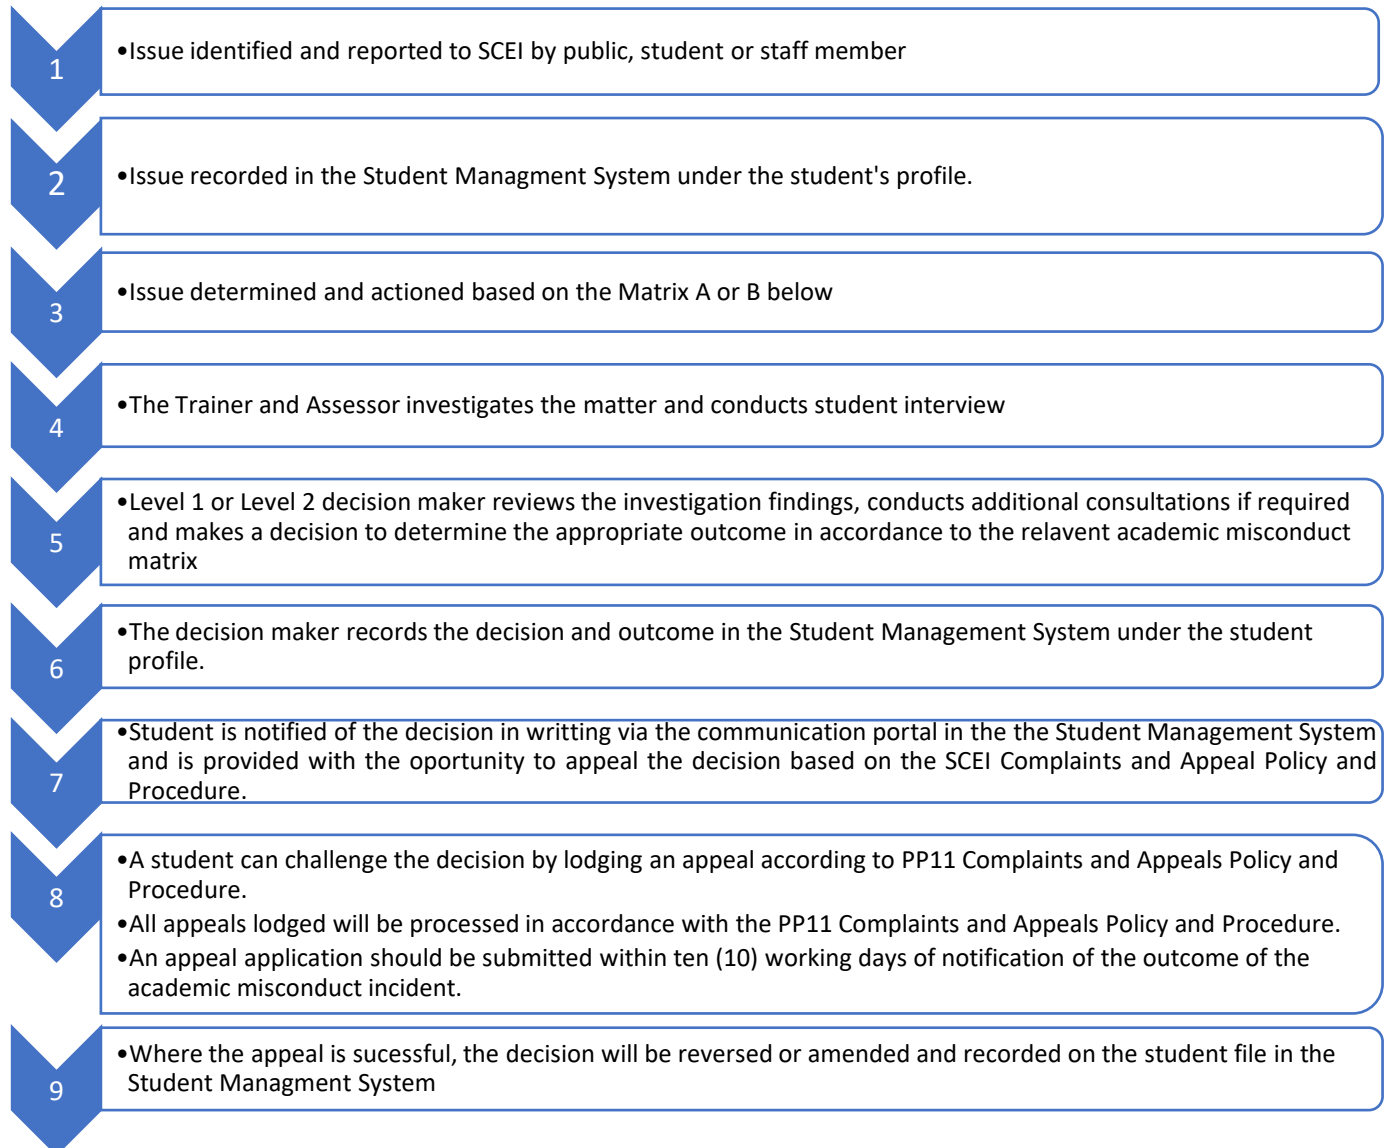 1
•Issue identified and reported to SCEI by public, student or staff member
2
•Issue recorded in the Student Managment System under the student's profile.
3
•Issue determined and actioned based on the Matrix A or B below
4
•The Trainer and Assessor investigates the matter and conducts student interview
5
•Level 1 or Level 2 decision maker reviews the investigation findings, conducts additional consultations if required
and makes a decision to determine the appropriate outcome in accordance to the relavent academic misconduct
matrix
6
•The decision maker records the decision and outcome in the Student Management System under the student
profile.
7
•Student is notified of the decision in writting via the communication portal in the the Student Management System
and is provided with the oportunity to appeal the decision based on the SCEI Complaints and Appeal Policy and
Procedure.
8
•A student can challenge the decision by lodging an appeal according to PP11 Complaints and Appeals Policy and
Procedure.
•All appeals lodged will be processed in accordance with the PP11 Complaints and Appeals Policy and Procedure.
•An appeal application should be submitted within ten (10) working days of notification of the outcome of the
academic misconduct incident.
9
•Where the appeal is sucessful, the decision will be reversed or amended and recorded on the student file in the
Student Managment System